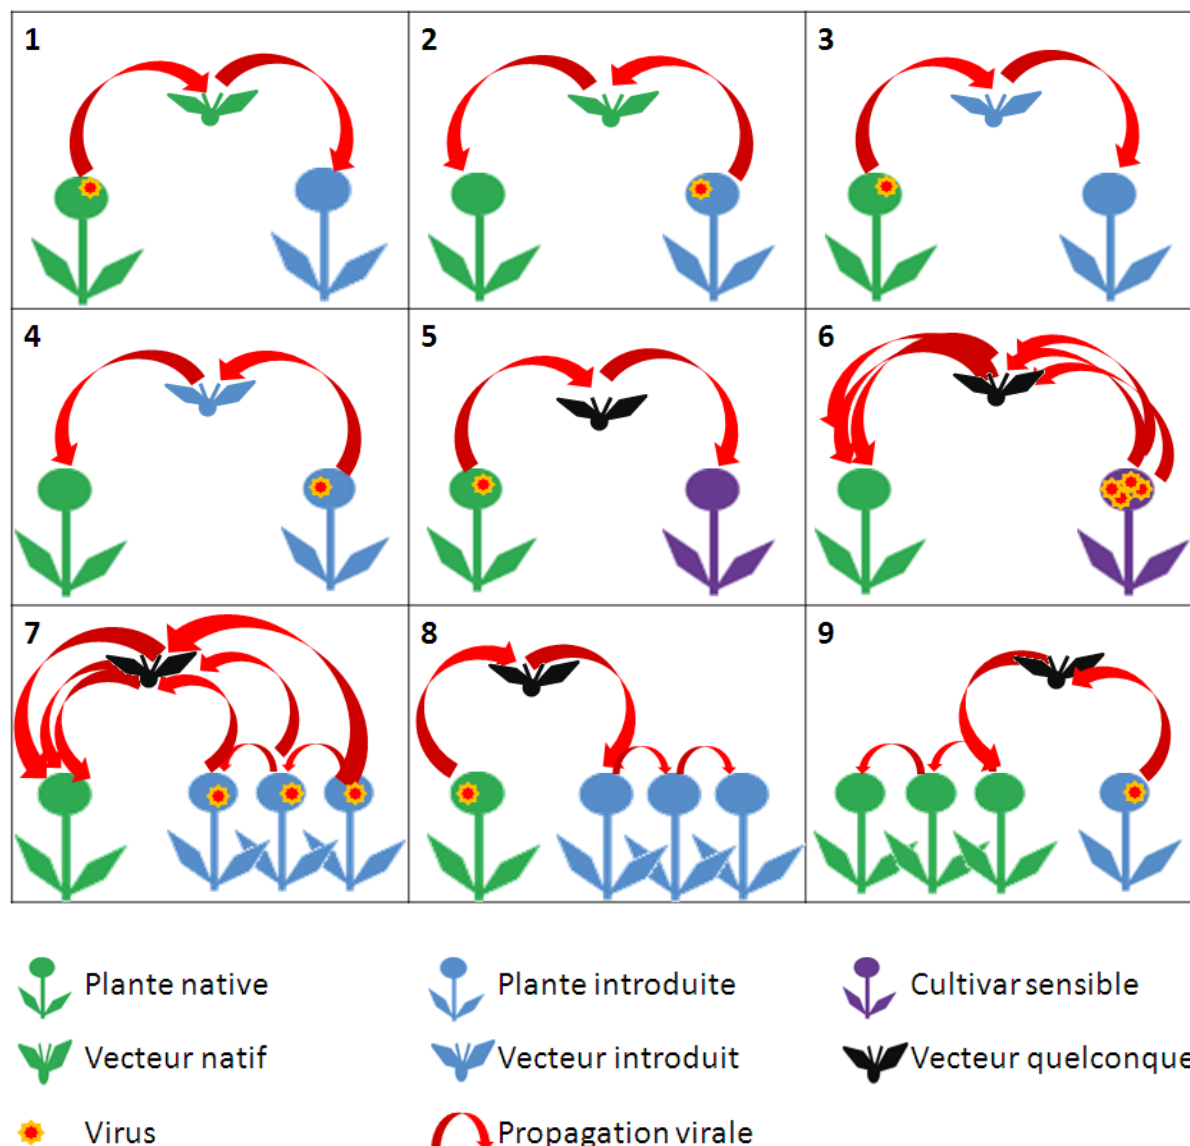 1 2 3
4 5 6
7 8 9
Plante native Plante introduite Cultivar sensible
Vecteur natif Vecteur introduit Vecteur quelconque
Virus Propagation virale